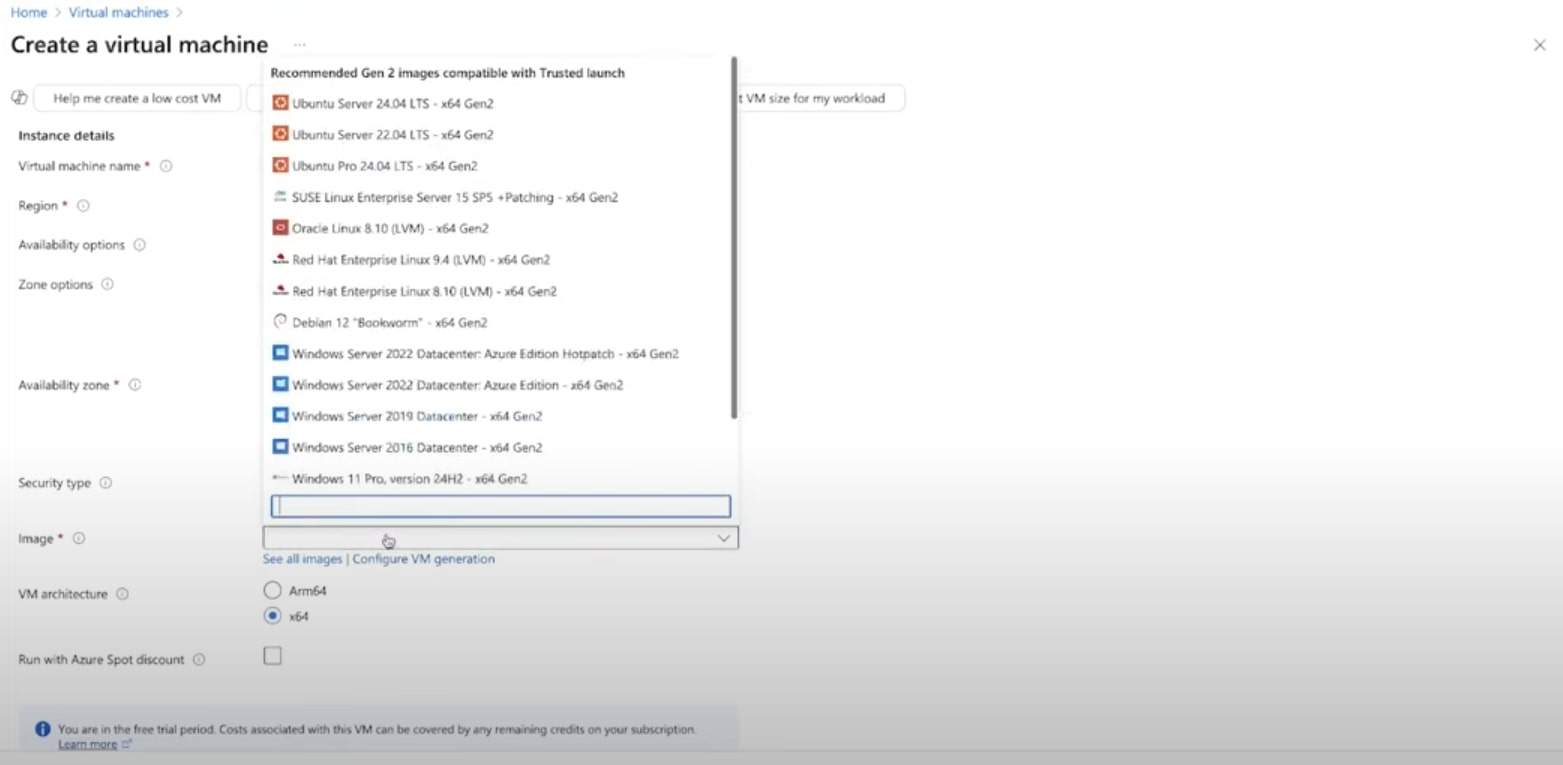 Home > Virtual machines >
Create a virtual machine ...
Help me create a low cost VM
t VM size for my workload
Instance details
Virtual machine name *
Region *
Availability options
Zone options
Availability zone *
Security type
Recommended Gen 2 images compatible with Trusted launch
Ubuntu Server 24.04 LTS - x64 Gen2
Ubuntu Server 22.04 LTS - x64 Gen2
Ubuntu Pro 24.04 LTS - x64 Gen2
SUSE Linux Enterprise Server 15 SP5 +Patching - x64 Gen2
Oracle Linux 8.10 (LVM) - x64 Gen2
Red Hat Enterprise Linux 9.4 (LVM) - x64 Gen2
Red Hat Enterprise Linux 8.10 (LVM) - x64 Gen2
Debian 12 "Bookworm" - x64 Gen2
Windows Server 2022 Datacenter: Azure Edition Hotpatch - x64 Gen2
Windows Server 2022 Datacenter: Azure Edition - x64 Gen2
Windows Server 2019 Datacenter - x64 Gen2
Windows Server 2016 Datacenter - x64 Gen2
Windows 11 Pro, version 24H2 - x64 Gen2
Image *
See all images | Configure VM generation
VM architecture
Arm64
x64
Run with Azure Spot discount
You are in the free trial period. Costs associated with this VM can be covered by any remaining credits on your subscription.
Learn more